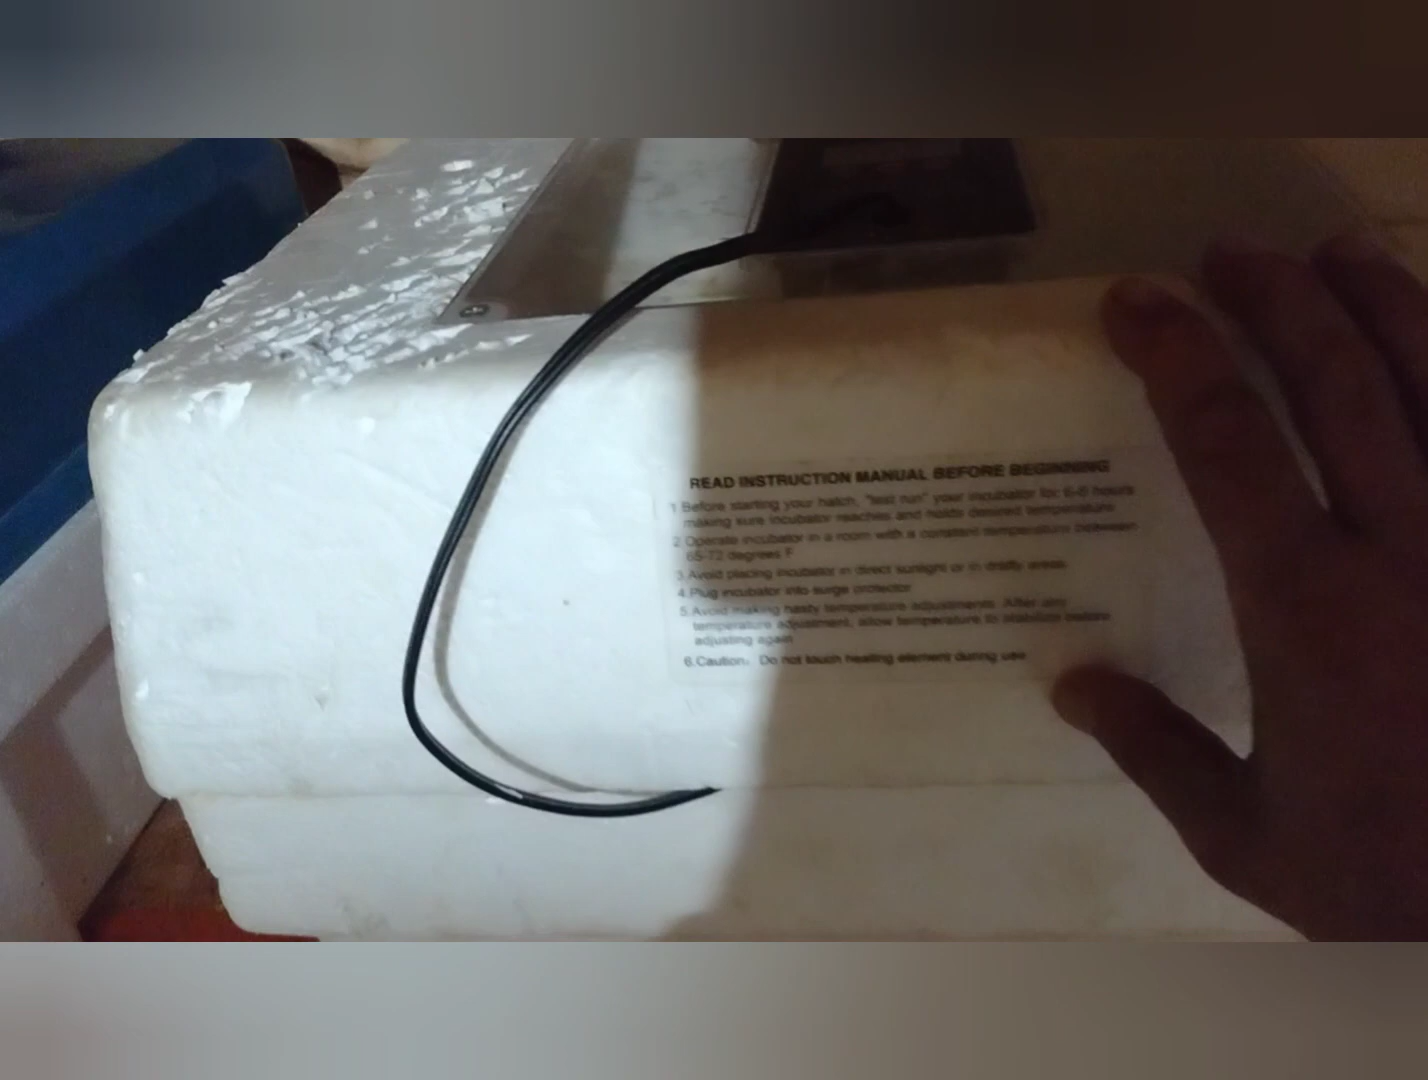 READ INSTRUCTION MANUAL BEFORE BEGINNING
1 Before starting your hatch, "test run" your incubator for 6-8 hours
making sure incubator reaches and holds desired temperature
2 Operate incubator in a room with a constant temperature between
65-72 degrees F
3. Avoid placing incubator in direct sunlight or in drafty areas
4. Plug incubator into surge protector
5. Avoid making hasty temperature adjustments. After any
temperature adjustment, allow temperature to stabilize before
adjusting again
6. Caution: Do not touch heating element during use